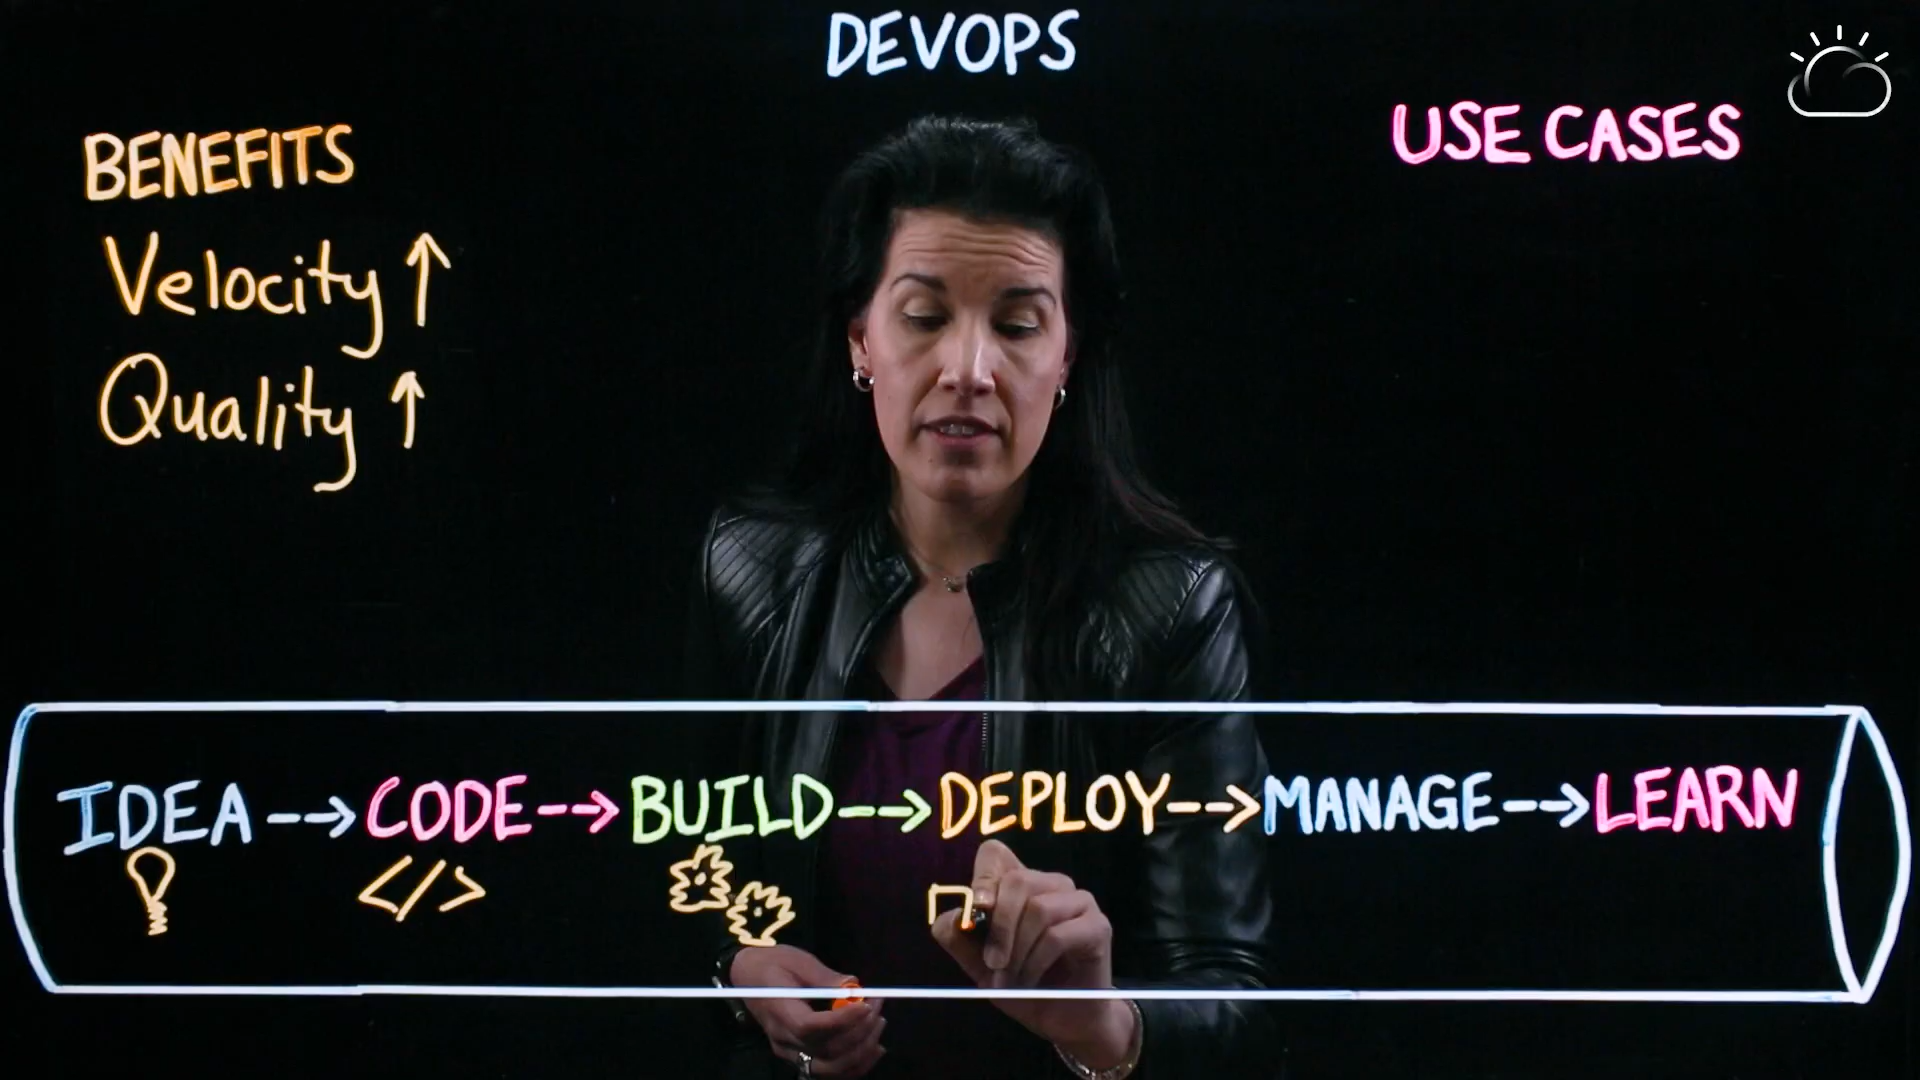 DEVOPS
BENEFITS
Velocity ↑
Quality ↑
USE CASES
IDEA --> CODE --> BUILD --> DEPLOY --> MANAGE --> LEARN
</>